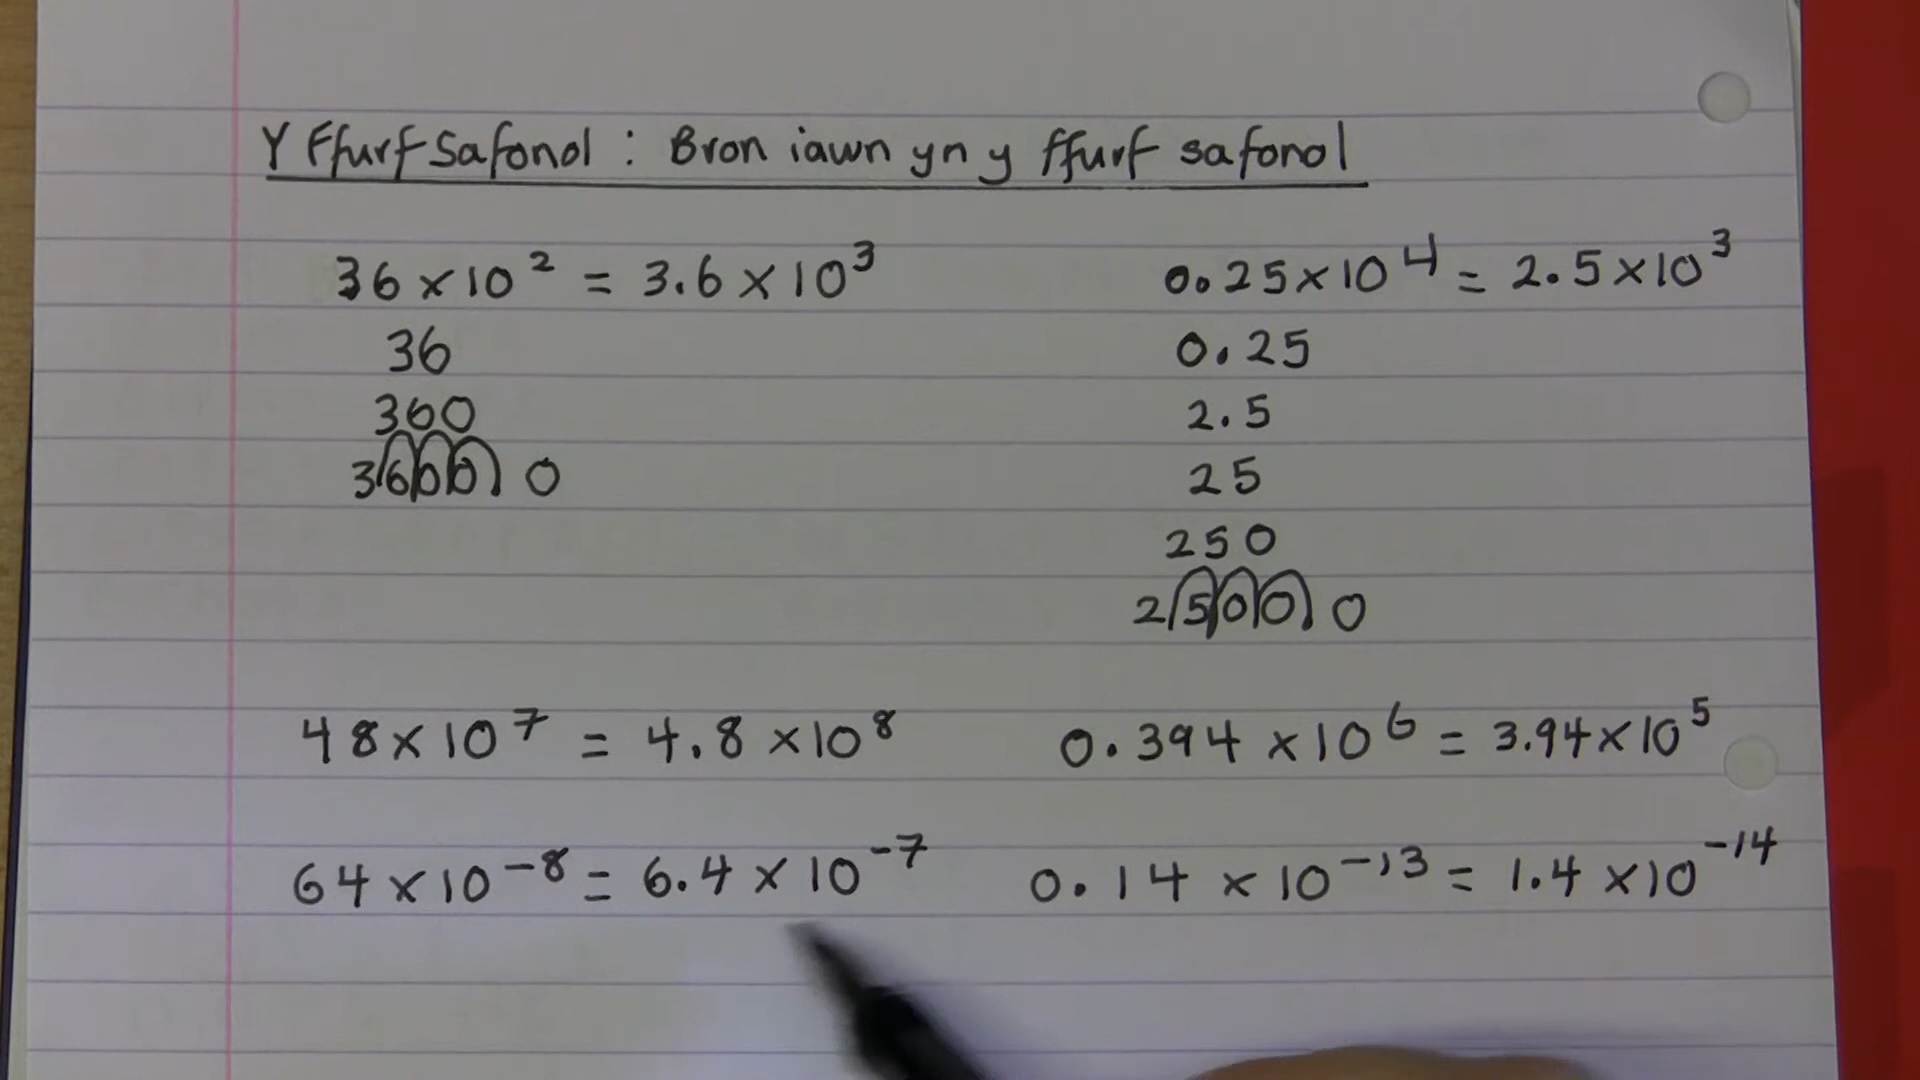 Y Ffurf Safonol : Bron iawn yn y ffurf safonol
36 × 10² = 3.6 × 10³
36
360
3600 0
0.25 × 10⁴ = 2.5 × 10³
0.25
2.5
25
250
2500 0
48 × 10⁷ = 4.8 × 10⁸
0.394 × 10⁶ = 3.94 × 10⁵
64 × 10⁻⁸ = 6.4 × 10⁻⁷
0.14 × 10⁻¹³ = 1.4 × 10⁻¹⁴